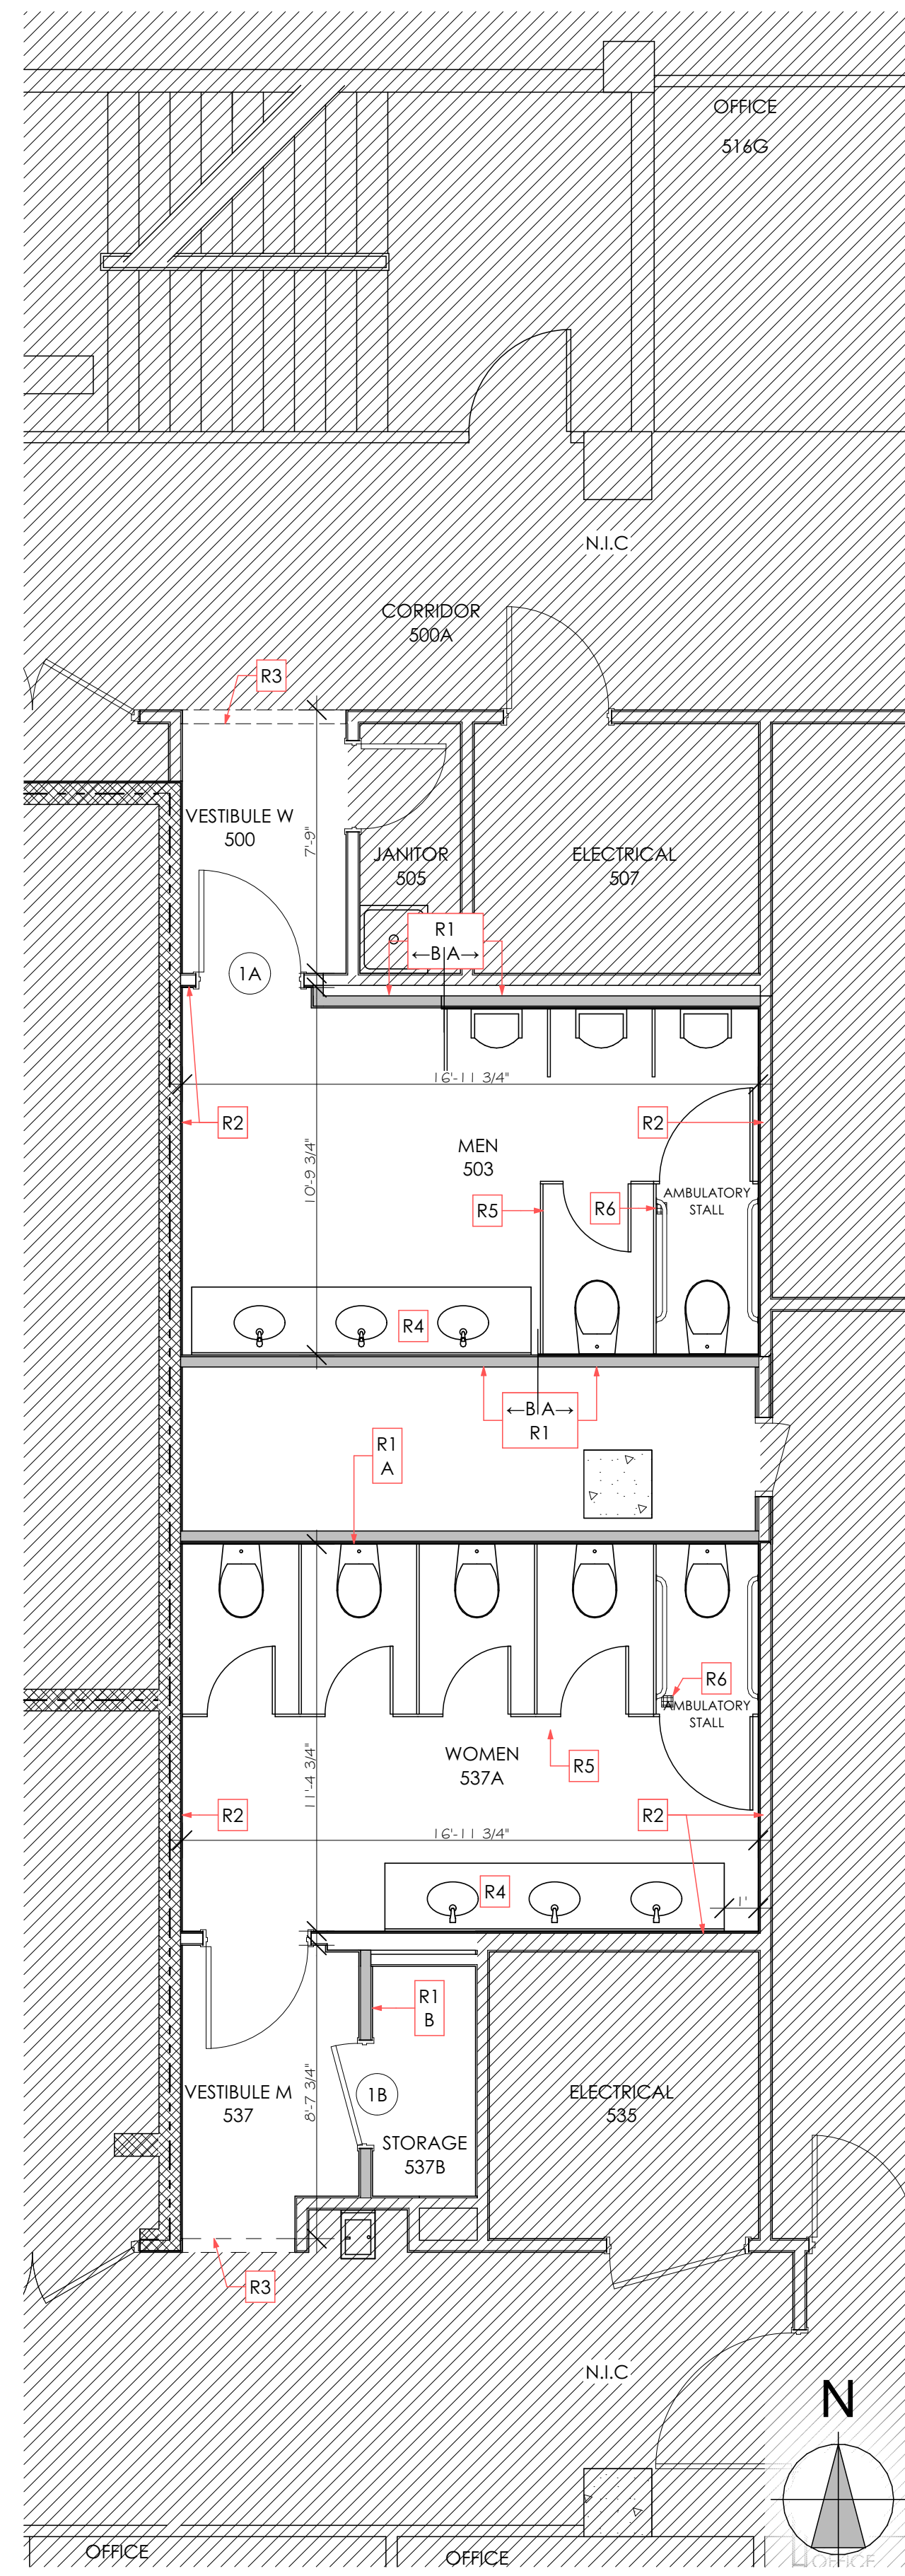 OFFICE
516G
N.I.C
CORRIDOR
500A
R3
VESTIBULE W
500
7'-9"
JANITOR
505
ELECTRICAL
507
R1
←B A→
1A
16'-11 3/4"
R2
R2
MEN
503
10'-9 3/4"
R5
R6
AMBULATORY
STALL
R4
←B A→
R1
R1
A
R6
AMBULATORY
STALL
WOMEN
537A
R5
11'-4 3/4"
R2
R2
16'-11 3/4"
R4
1'
R1
B
VESTIBULE M
537
8'-7 3/4"
1B
ELECTRICAL
535
STORAGE
537B
R3
N.I.C
N
OFFICE
OFFICE
OFFICE